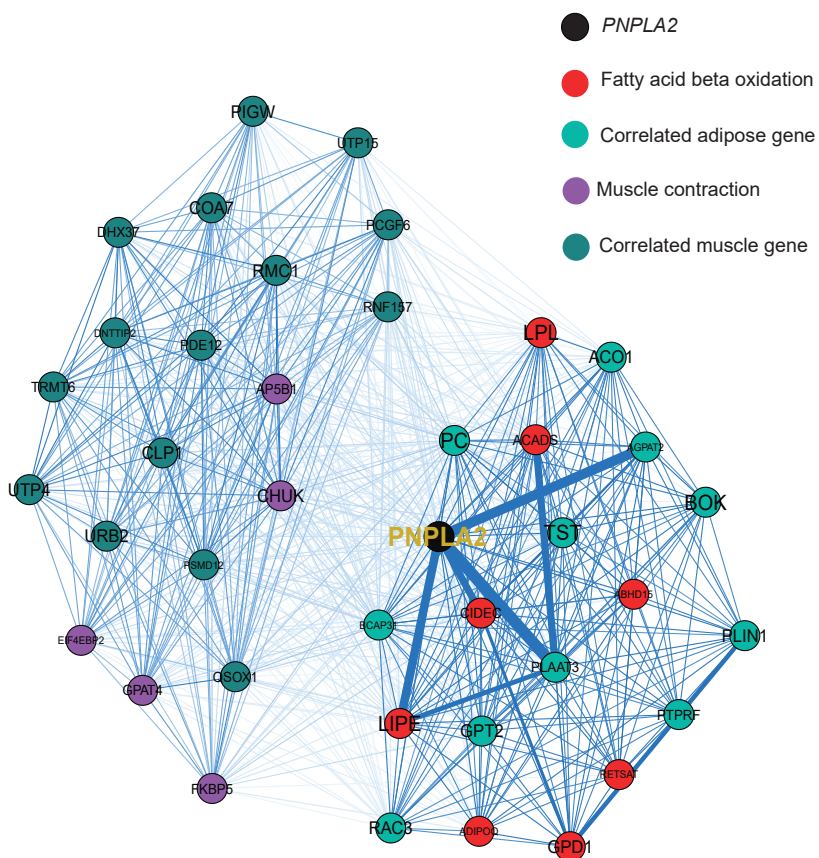 PNPLA2
Fatty acid beta oxidation
Correlated adipose gene
Muscle contraction
Correlated muscle gene
PIGW
UTP15
COA7
PCGF6
DHX37
RMC1
RNF157
DNTTIP2
PDE12
LPL
ACO1
TRMT6
AP5B1
PC
ACADS
AGPAT2
CLP1
UTP4
CHUK
BOK
URB2
PNPLA2
TST
PSMD12
ABHD15
CIDEC
BCAP31
EIF4EBP2
PLIN1
PLAAT3
QSOX1
GPAT4
LIPE
GPT2
PTPRF
RETSAT
FKBP5
RAC3
ADIPOQ
GPD1